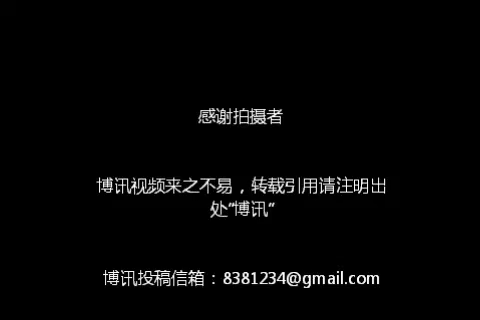 感谢拍摄者
博讯视频来之不易，转载引用请注明出
处“博讯”
博讯投稿信箱：8381234@gmail.com